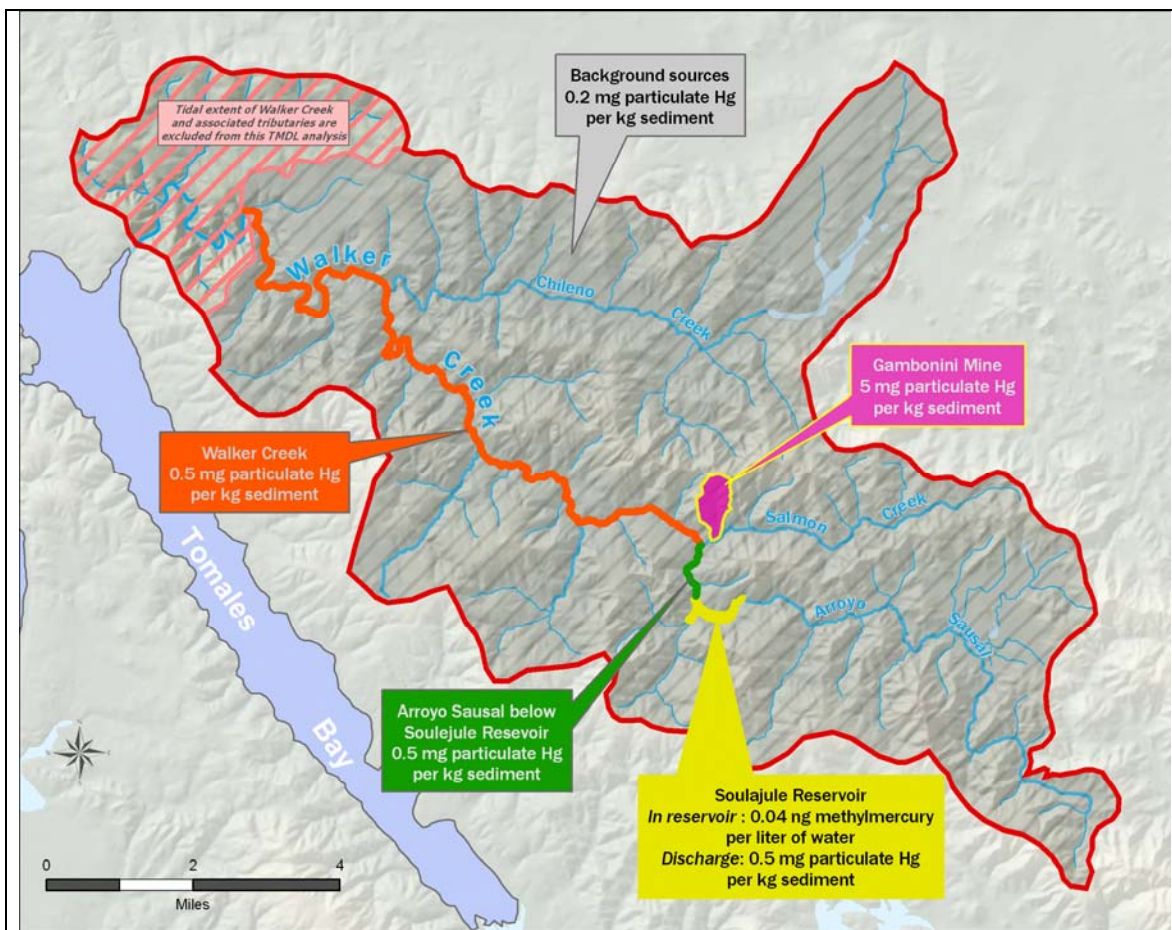 Tidal extent of Walker Creek
and associated tributaries are
excluded from this TMDL analysis
Background sources
0.2 mg particulate Hg
per kg sediment
Walker
Creek
Chileno
Creek
Gambonini Mine
5 mg particulate Hg
per kg sediment
Walker Creek
0.5 mg particulate Hg
per kg sediment
Salmon
Creek
Arroyo
Sausal
Tomales
Bay
Arroyo Sausal below
Soulejule Resevoir
0.5 mg particulate Hg
per kg sediment
Soulajule Reservoir
In reservoir : 0.04 ng methylmercury
per liter of water
Discharge: 0.5 mg particulate Hg
per kg sediment
0 2 4
Miles